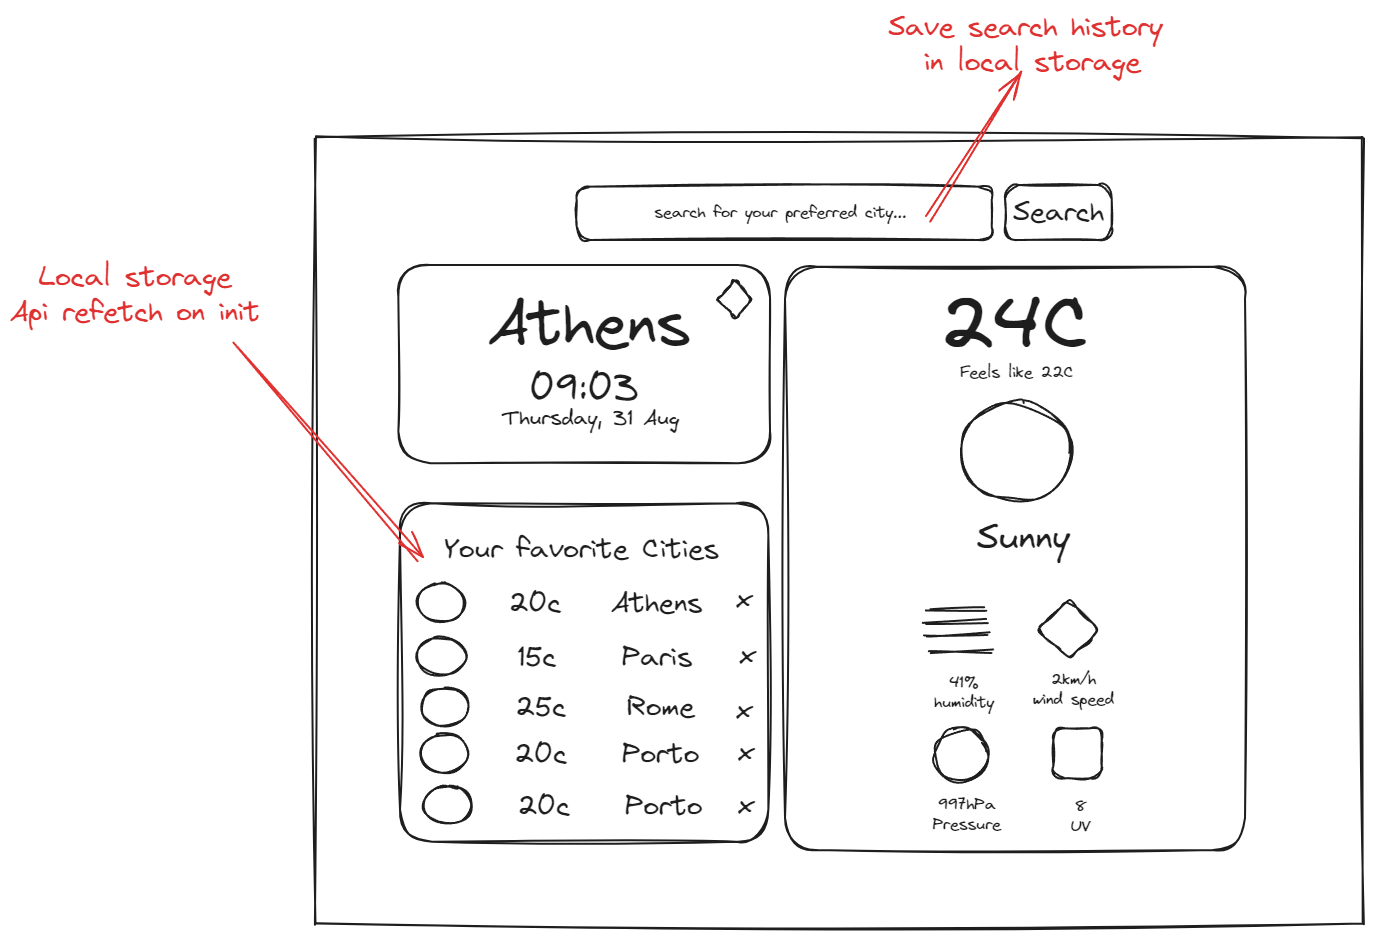 Save search history
in local storage
search for your preferred city...
Search
Local storage
Api refetch on init
Athens
09:03
Thursday, 31 Aug
24C
Feels like 22C
Sunny
41%
humidity
2km/h
wind speed
997hPa
Pressure
8
UV
Your favorite Cities
20c Athens x
15c Paris x
25c Rome x
20c Porto x
20c Porto x